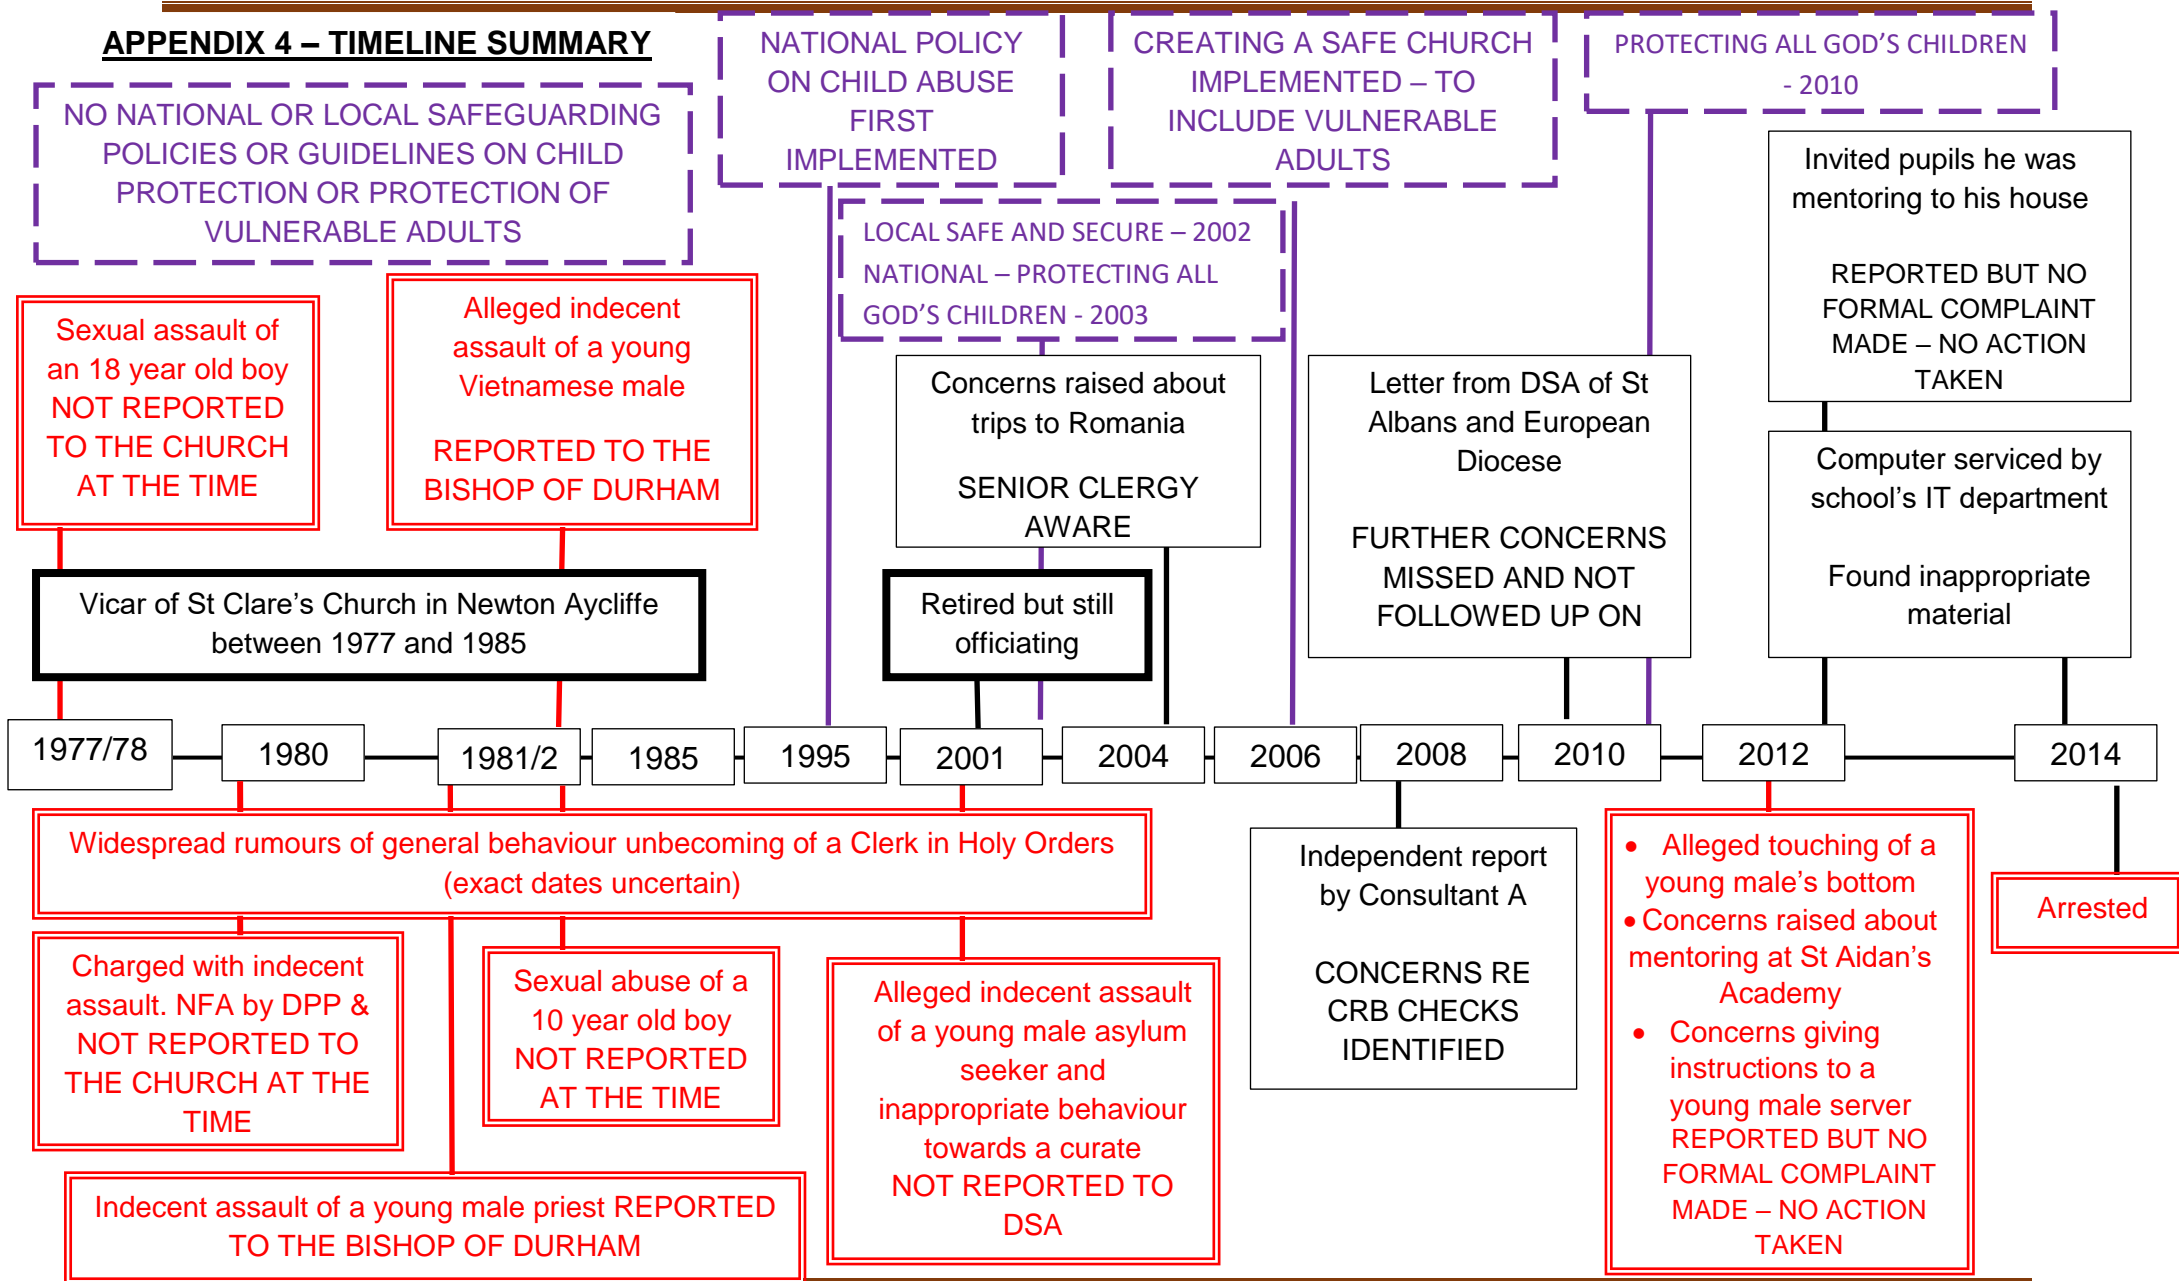 APPENDIX 4 – TIMELINE SUMMARY
NO NATIONAL OR LOCAL SAFEGUARDING
POLICIES OR GUIDELINES ON CHILD
PROTECTION OR PROTECTION OF
VULNERABLE ADULTS
NATIONAL POLICY
ON CHILD ABUSE
FIRST
IMPLEMENTED
CREATING A SAFE CHURCH
IMPLEMENTED – TO
INCLUDE VULNERABLE
ADULTS
PROTECTING ALL GOD'S CHILDREN
- 2010
LOCAL SAFE AND SECURE – 2002
NATIONAL – PROTECTING ALL
GOD'S CHILDREN - 2003
Sexual assault of
an 18 year old boy
NOT REPORTED
TO THE CHURCH
AT THE TIME
Alleged indecent
assault of a young
Vietnamese male
REPORTED TO THE
BISHOP OF DURHAM
Concerns raised about
trips to Romania
SENIOR CLERGY
AWARE
Letter from DSA of St
Albans and European
Diocese
FURTHER CONCERNS
MISSED AND NOT
FOLLOWED UP ON
Invited pupils he was
mentoring to his house
REPORTED BUT NO
FORMAL COMPLAINT
MADE – NO ACTION
TAKEN
Computer serviced by
school's IT department
Found inappropriate
material
Vicar of St Clare's Church in Newton Aycliffe
between 1977 and 1985
Retired but still
officiating
1977/78
1980
1981/2
1985
1995
2001
2004
2006
2008
2010
2012
2014
Widespread rumours of general behaviour unbecoming of a Clerk in Holy Orders
(exact dates uncertain)
Charged with indecent
assault. NFA by DPP &
NOT REPORTED TO
THE CHURCH AT THE
TIME
Sexual abuse of a
10 year old boy
NOT REPORTED
AT THE TIME
Indecent assault of a young male priest REPORTED
TO THE BISHOP OF DURHAM
Alleged indecent assault
of a young male asylum
seeker and
inappropriate behaviour
towards a curate
NOT REPORTED TO
DSA
Independent report
by Consultant A
CONCERNS RE
CRB CHECKS
IDENTIFIED
• Alleged touching of a
young male's bottom
• Concerns raised about
mentoring at St Aidan's
Academy
• Concerns giving
instructions to a
young male server
REPORTED BUT NO
FORMAL COMPLAINT
MADE – NO ACTION
TAKEN
Arrested